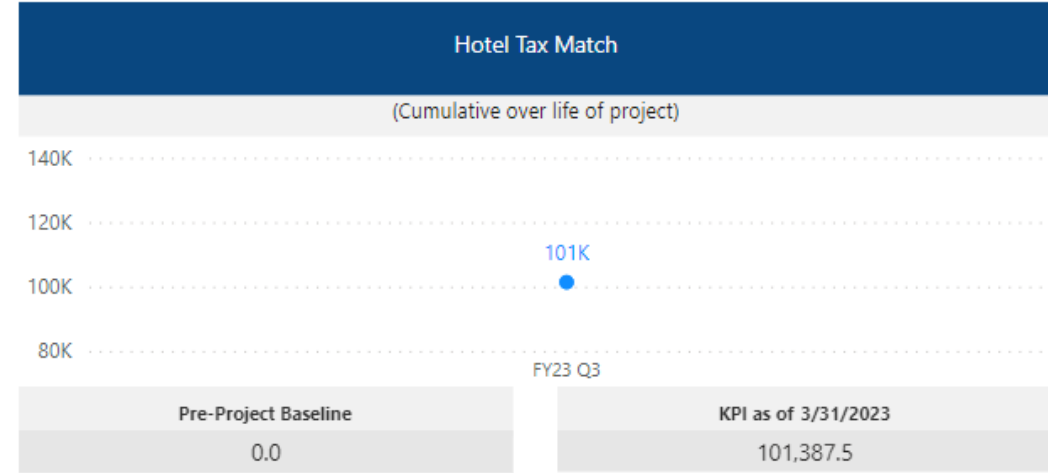 Hotel Tax Match
(Cumulative over life of project)
140K
120K
101K
100K
80K
FY23 Q3
Pre-Project Baseline
KPI as of 3/31/2023
0.0
101,387.5